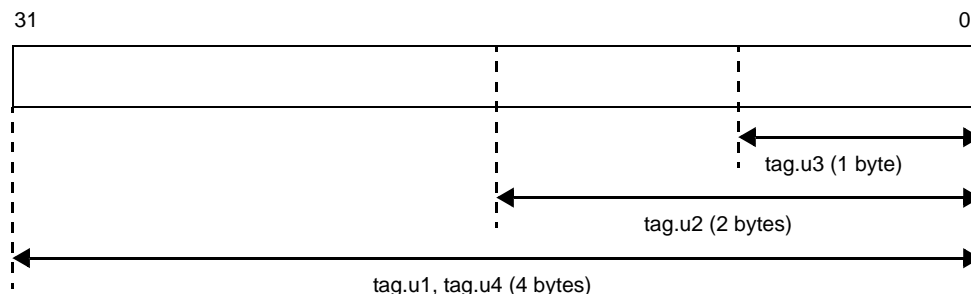 31 0
tag.u3 (1 byte)
tag.u2 (2 bytes)
tag.u1, tag.u4 (4 bytes)